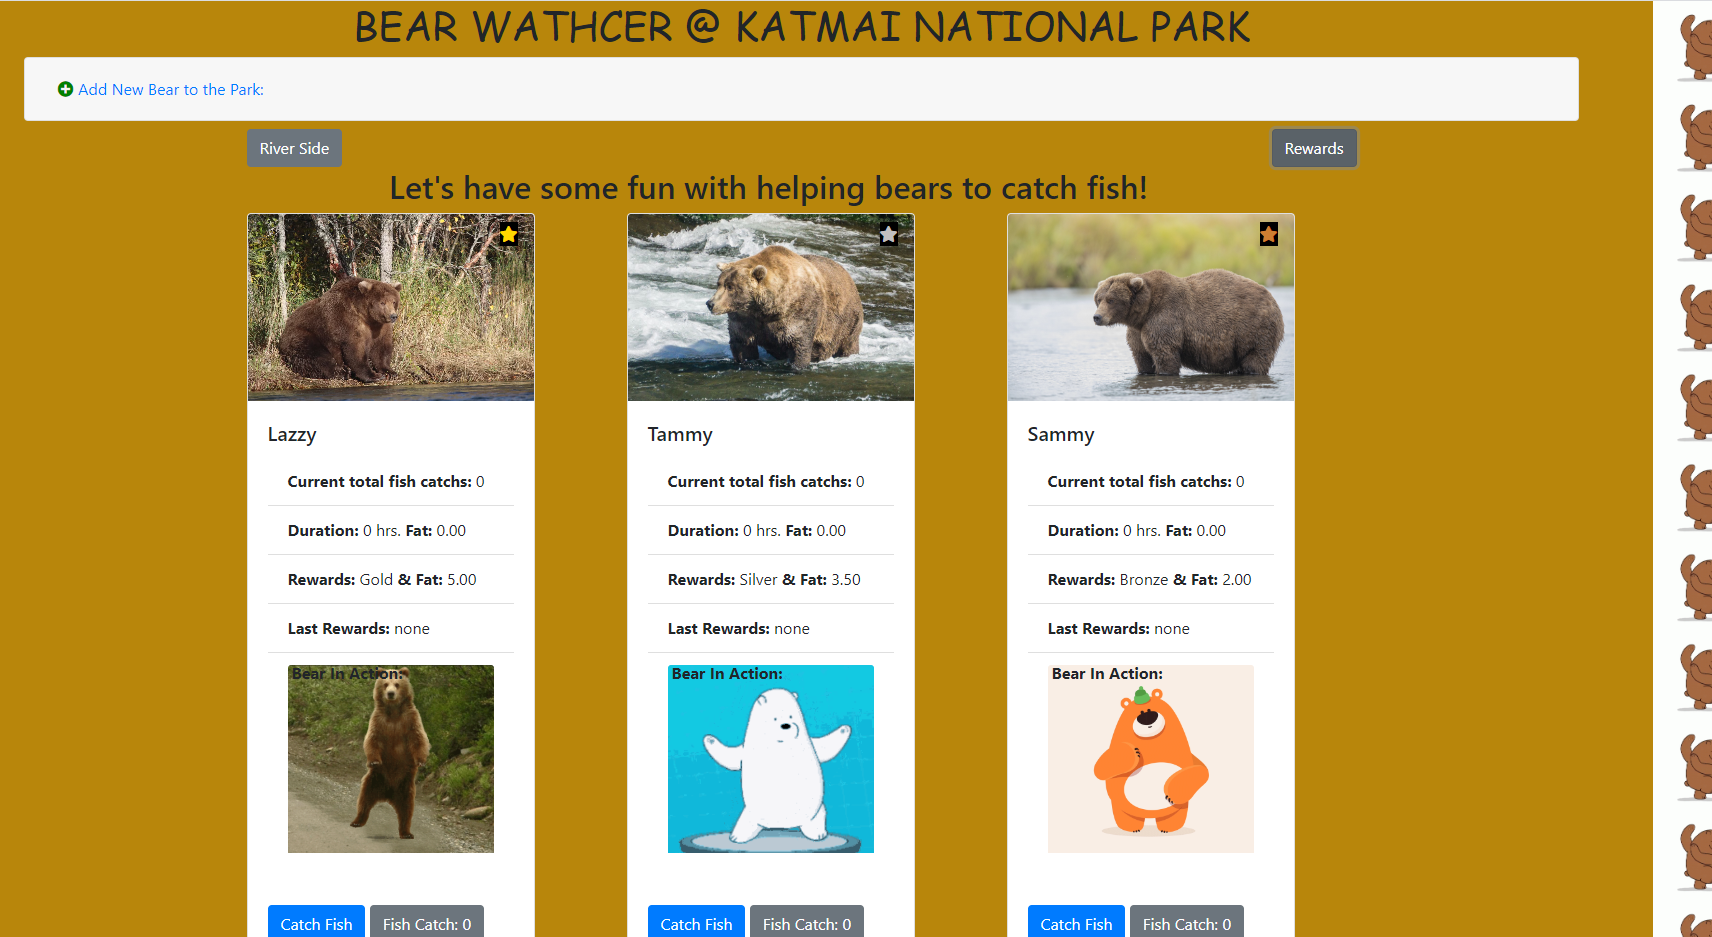 BEAR WATHCER @ KATMAI NATIONAL PARK
Add New Bear to the Park:
River Side
Rewards
Let's have some fun with helping bears to catch fish!
Lazzy
Current total fish catchs: 0
Duration: 0 hrs. Fat: 0.00
Rewards: Gold & Fat: 5.00
Last Rewards: none
Bear In Action:
Catch Fish
Fish Catch: 0
Tammy
Current total fish catchs: 0
Duration: 0 hrs. Fat: 0.00
Rewards: Silver & Fat: 3.50
Last Rewards: none
Bear In Action:
Catch Fish
Fish Catch: 0
Sammy
Current total fish catchs: 0
Duration: 0 hrs. Fat: 0.00
Rewards: Bronze & Fat: 2.00
Last Rewards: none
Bear In Action:
Catch Fish
Fish Catch: 0